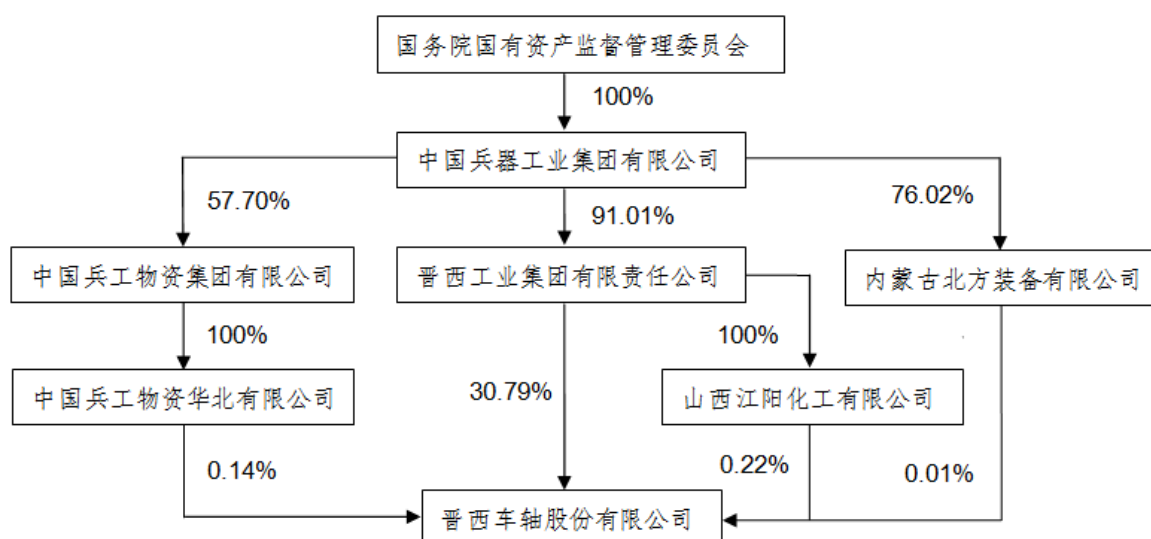 国务院国有资产监督管理委员会
100%
中国兵器工业集团有限公司
57.70%
91.01%
76.02%
中国兵工物资集团有限公司
晋西工业集团有限责任公司
内蒙古北方装备有限公司
100%
100%
中国兵工物资华北有限公司
30.79%
山西江阳化工有限公司
0.14%
0.22%
0.01%
晋西车轴股份有限公司